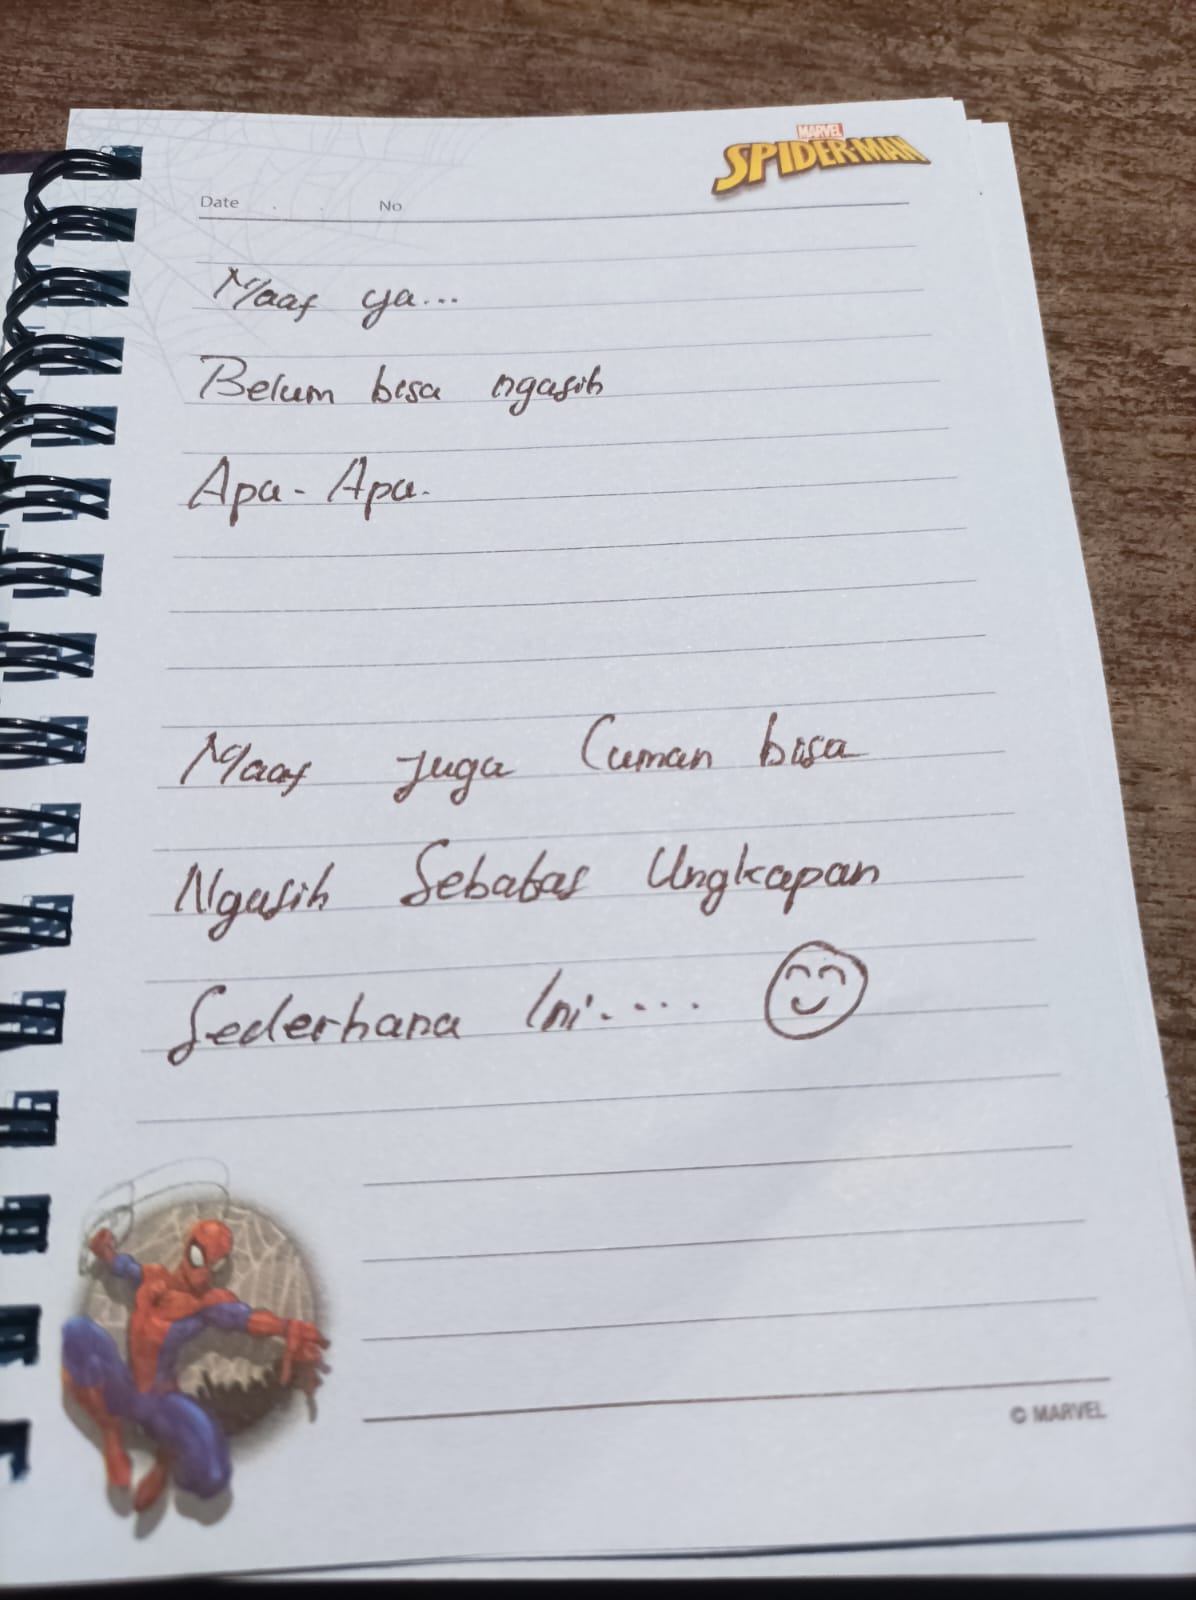 MARVEL
SPIDER-MAN
Date . . No.
Maaf ya...
Belum bisa ngasih
Apa-Apa.
Maaf juga Cuman bisa
Ngasih Sebatas Ungkapan
Sederhana Ini....
© MARVEL